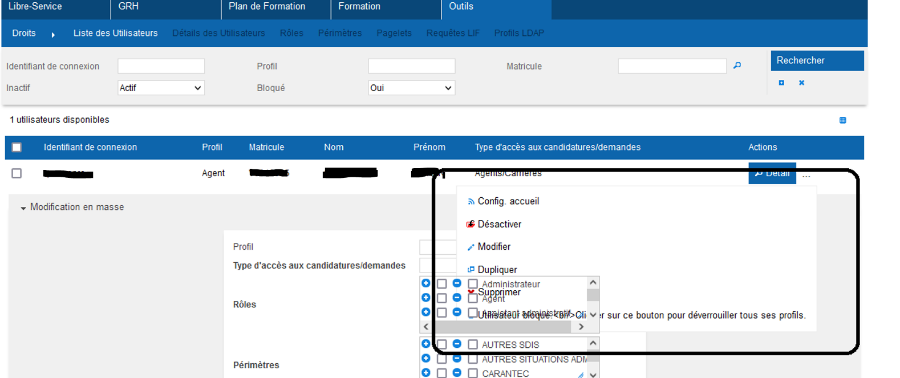 Libre-Service GRH Plan de Formation Formation Outils
Droits Liste des Utilisateurs Détails des Utilisateurs Rôles Périmètres Pagelets Requêtes LIF Profils LDAP
Identifiant de connexion Profil Matricule Rechercher
Inactif Actif Bloqué Oui
1 utilisateurs disponibles
Identifiant de connexion Profil Matricule Nom Prénom Type d'accès aux candidatures/demandes Actions
Agent Agents/Carrières Détail ...
Config. accueil
Modification en masse
Désactiver
Profil Modifier
Type d'accès aux candidatures/demandes Dupliquer
Administrateur
Supprimer
Rôles Agent
Assistant administratif
Utilisateur bloqué.<br/>Cliquer sur ce bouton pour déverrouiller tous ses profils.
AUTRES SDIS
Périmètres AUTRES SITUATIONS ADM
CARANTEC